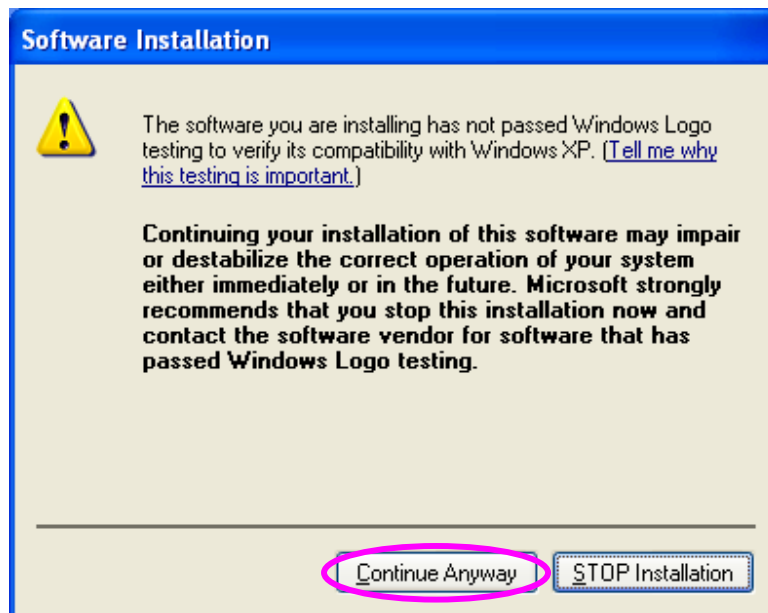 Software Installation
The software you are installing has not passed Windows Logo
testing to verify its compatibility with Windows XP. (Tell me why
this testing is important.)
Continuing your installation of this software may impair
or destabilize the correct operation of your system
either immediately or in the future. Microsoft strongly
recommends that you stop this installation now and
contact the software vendor for software that has
passed Windows Logo testing.
Continue Anyway
STOP Installation